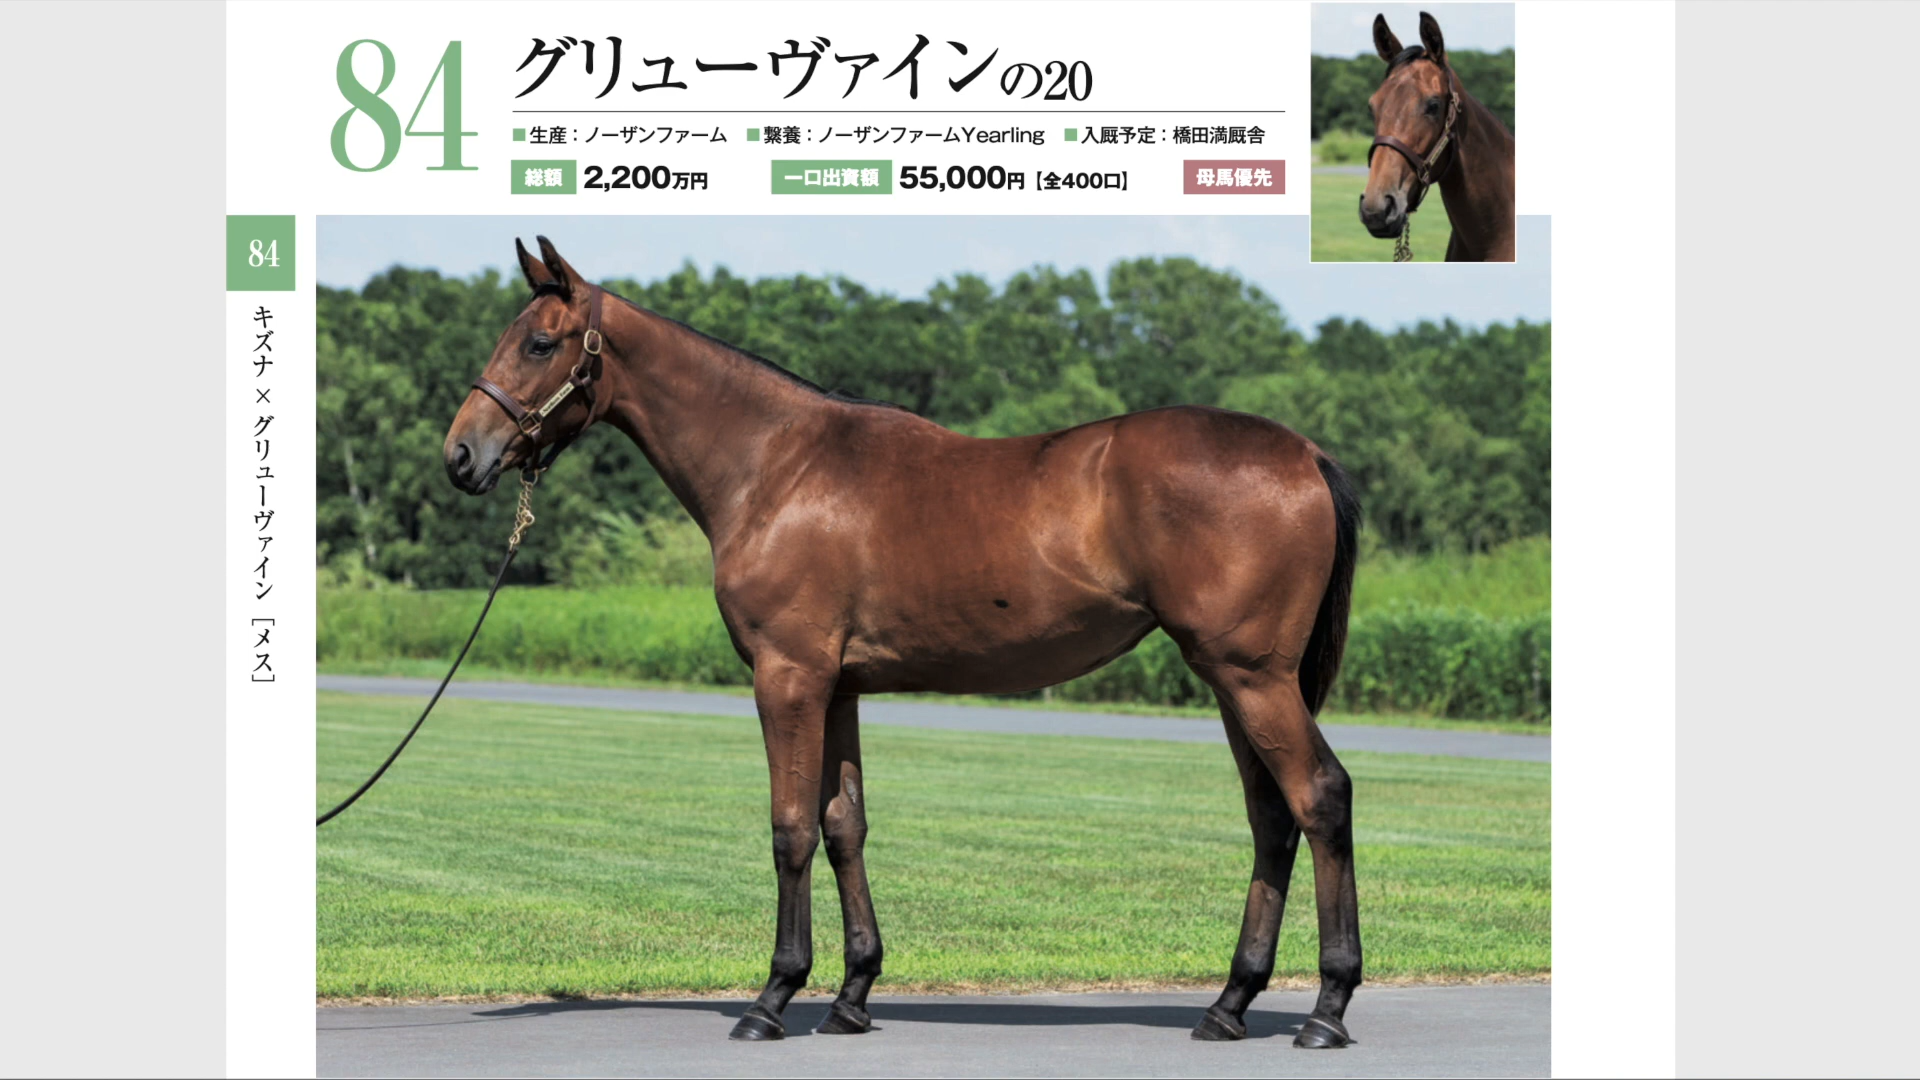 84
グリューヴァインの20
■生産：ノーザンファーム ■繋養：ノーザンファームYearling ■入厩予定：橋田満厩舎
総額 2,200万円 一口出資額 55,000円【全400口】 母馬優先
84
キズナ×グリューヴァイン［メス］